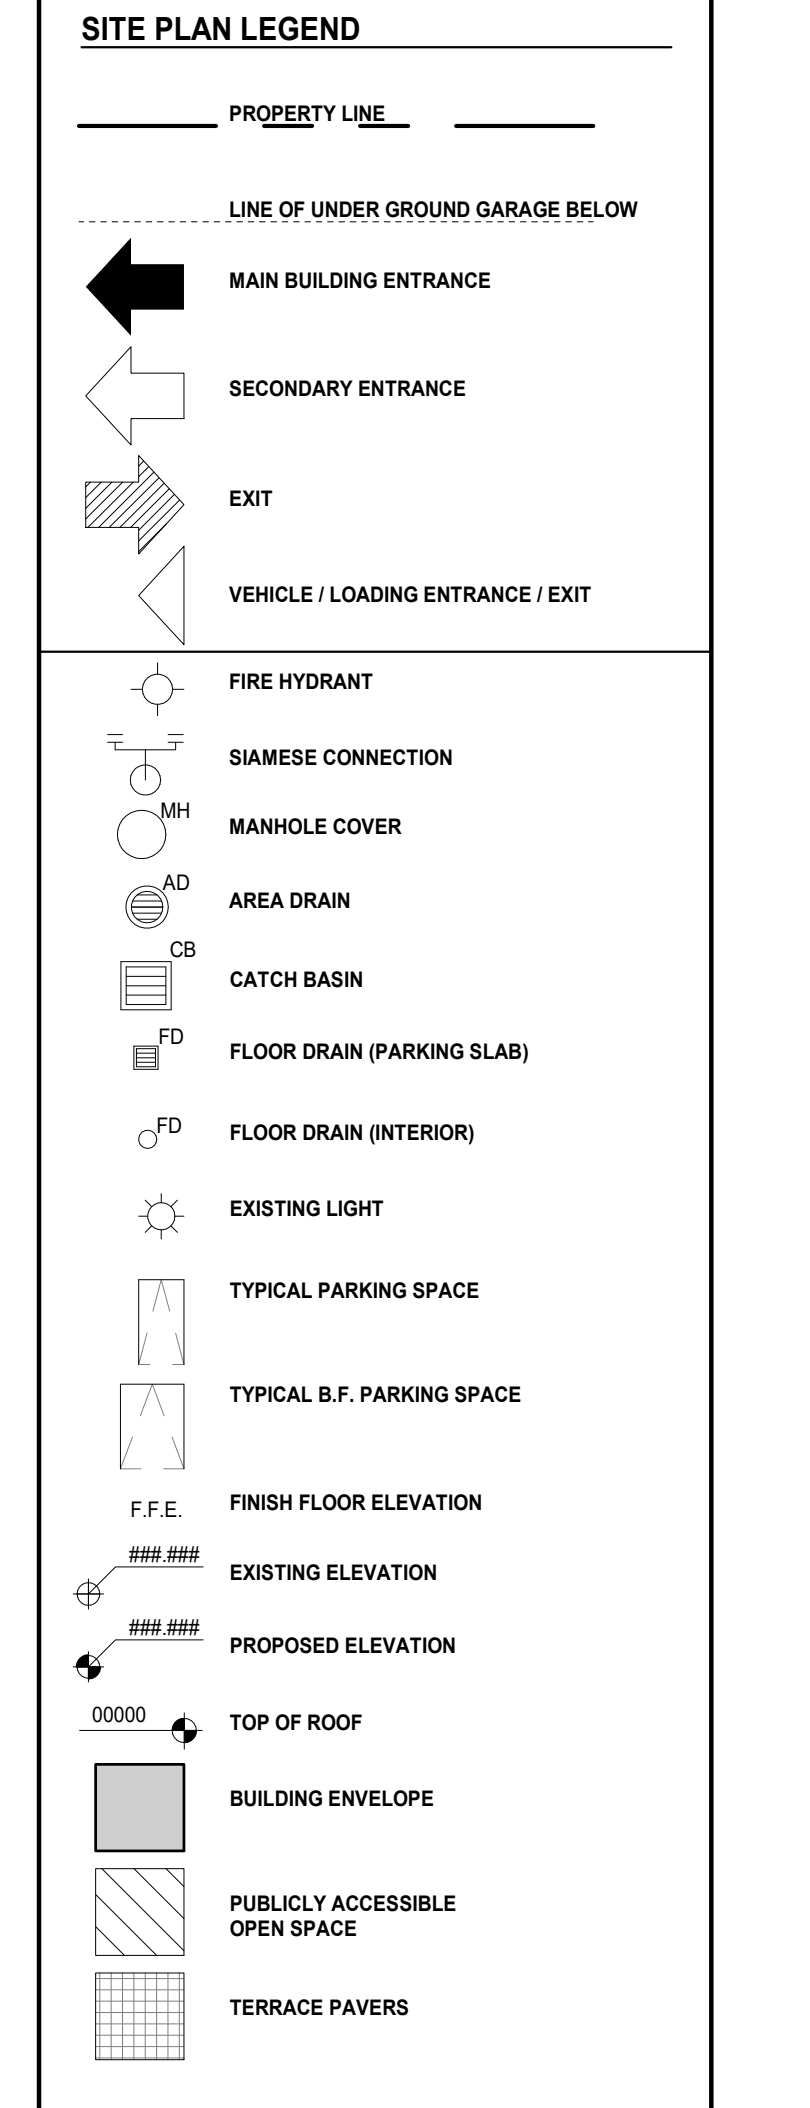 SITE PLAN LEGEND
PROPERTY LINE
LINE OF UNDER GROUND GARAGE BELOW
MAIN BUILDING ENTRANCE
SECONDARY ENTRANCE
EXIT
VEHICLE / LOADING ENTRANCE / EXIT
FIRE HYDRANT
SIAMESE CONNECTION
MH
MANHOLE COVER
AD
AREA DRAIN
CB
CATCH BASIN
FD
FLOOR DRAIN (PARKING SLAB)
FD
FLOOR DRAIN (INTERIOR)
EXISTING LIGHT
TYPICAL PARKING SPACE
TYPICAL B.F. PARKING SPACE
F.F.E.
FINISH FLOOR ELEVATION
###.###
EXISTING ELEVATION
###.###
PROPOSED ELEVATION
00000
TOP OF ROOF
BUILDING ENVELOPE
PUBLICLY ACCESSIBLE
OPEN SPACE
TERRACE PAVERS